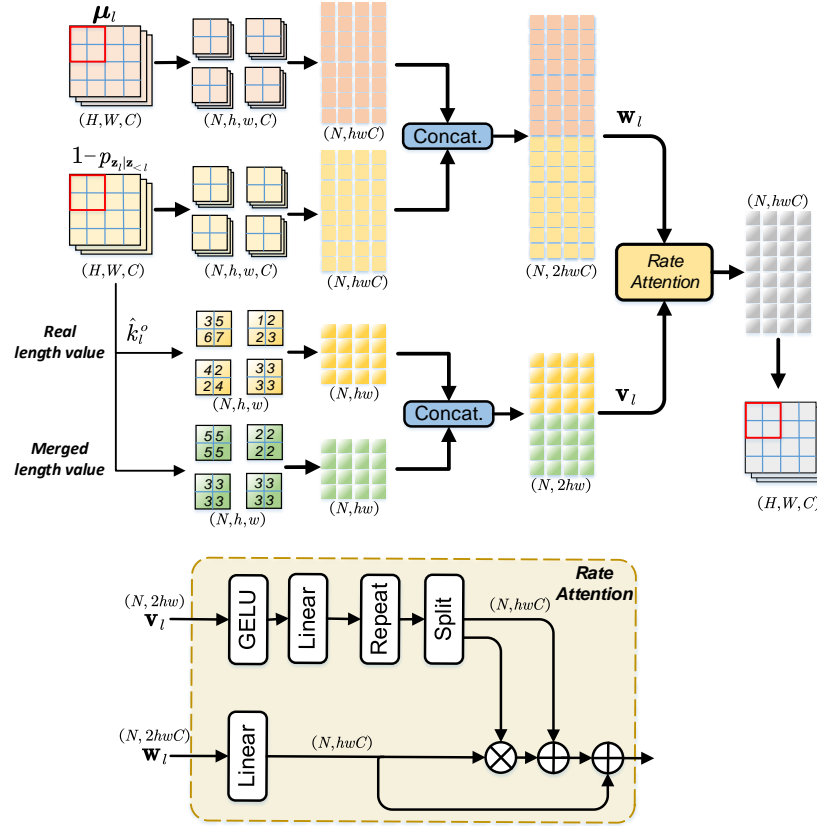 μ_l
(H, W, C)
(N, h, w, C)
(N, hwC)
1−p_{z_l|z_{<l}}
(H, W, C)
(N, h, w, C)
(N, hwC)
Concat.
(N, 2hwC)
w_l
Rate
Attention
(N, hwC)
(H, W, C)
Real
length value
k̂_l^o
3 5
6 7
1 2
2 3
4 2
2 4
3 3
3 3
(N, h, w)
(N, hw)
Merged
length value
5 5
5 5
2 2
2 2
3 3
3 3
3 3
3 3
(N, h, w)
(N, hw)
Concat.
(N, 2hw)
v_l
Rate
Attention
(N, 2hw)
v_l
GELU
Linear
Repeat
Split
(N, hwC)
(N, 2hwC)
w_l
Linear
(N, hwC)